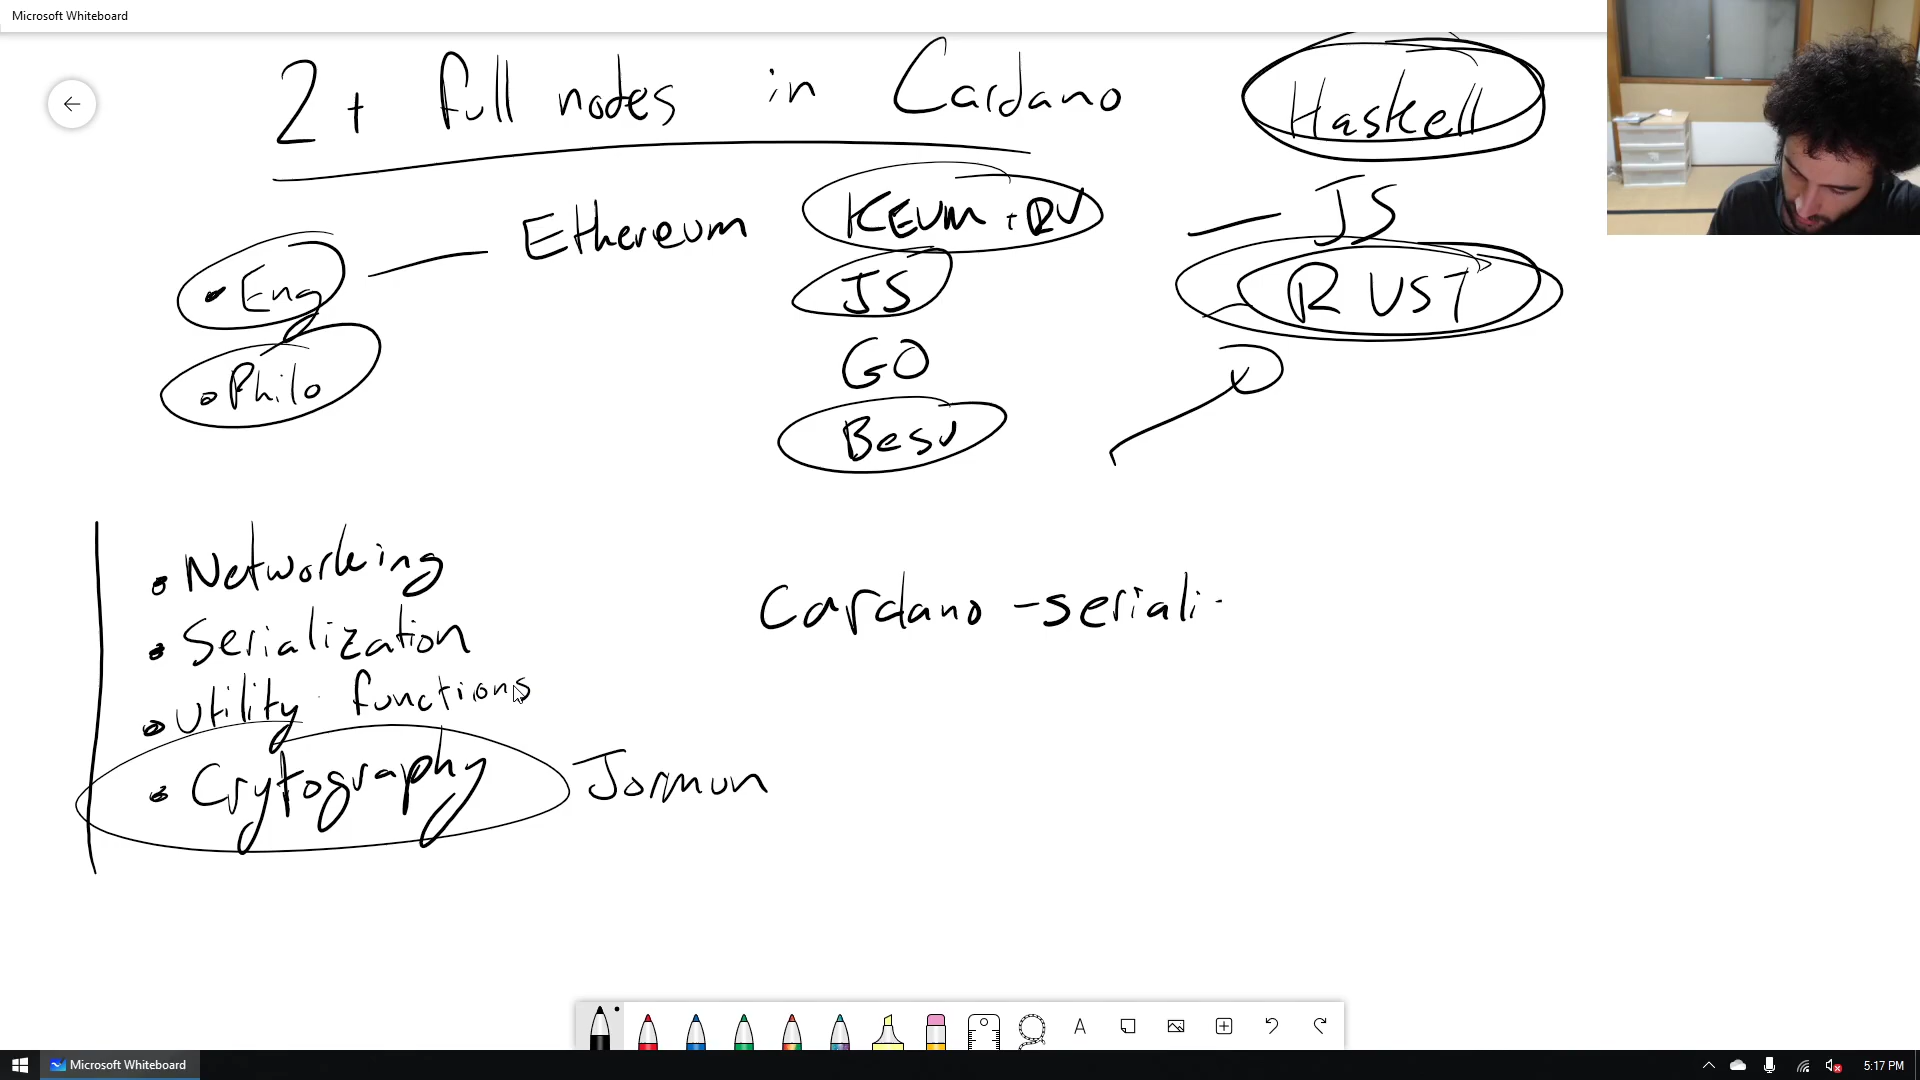 Microsoft Whiteboard
2+ full nodes in Cardano
Haskell
• Eng
Ethereum
KEVM + RV
JS
JS
RUST
• Philo
GO
Besu
• Networking
• Serialization
• Utility functions
• Crytography
Jormun
Cardano - seriali-
Microsoft Whiteboard
5:17 PM